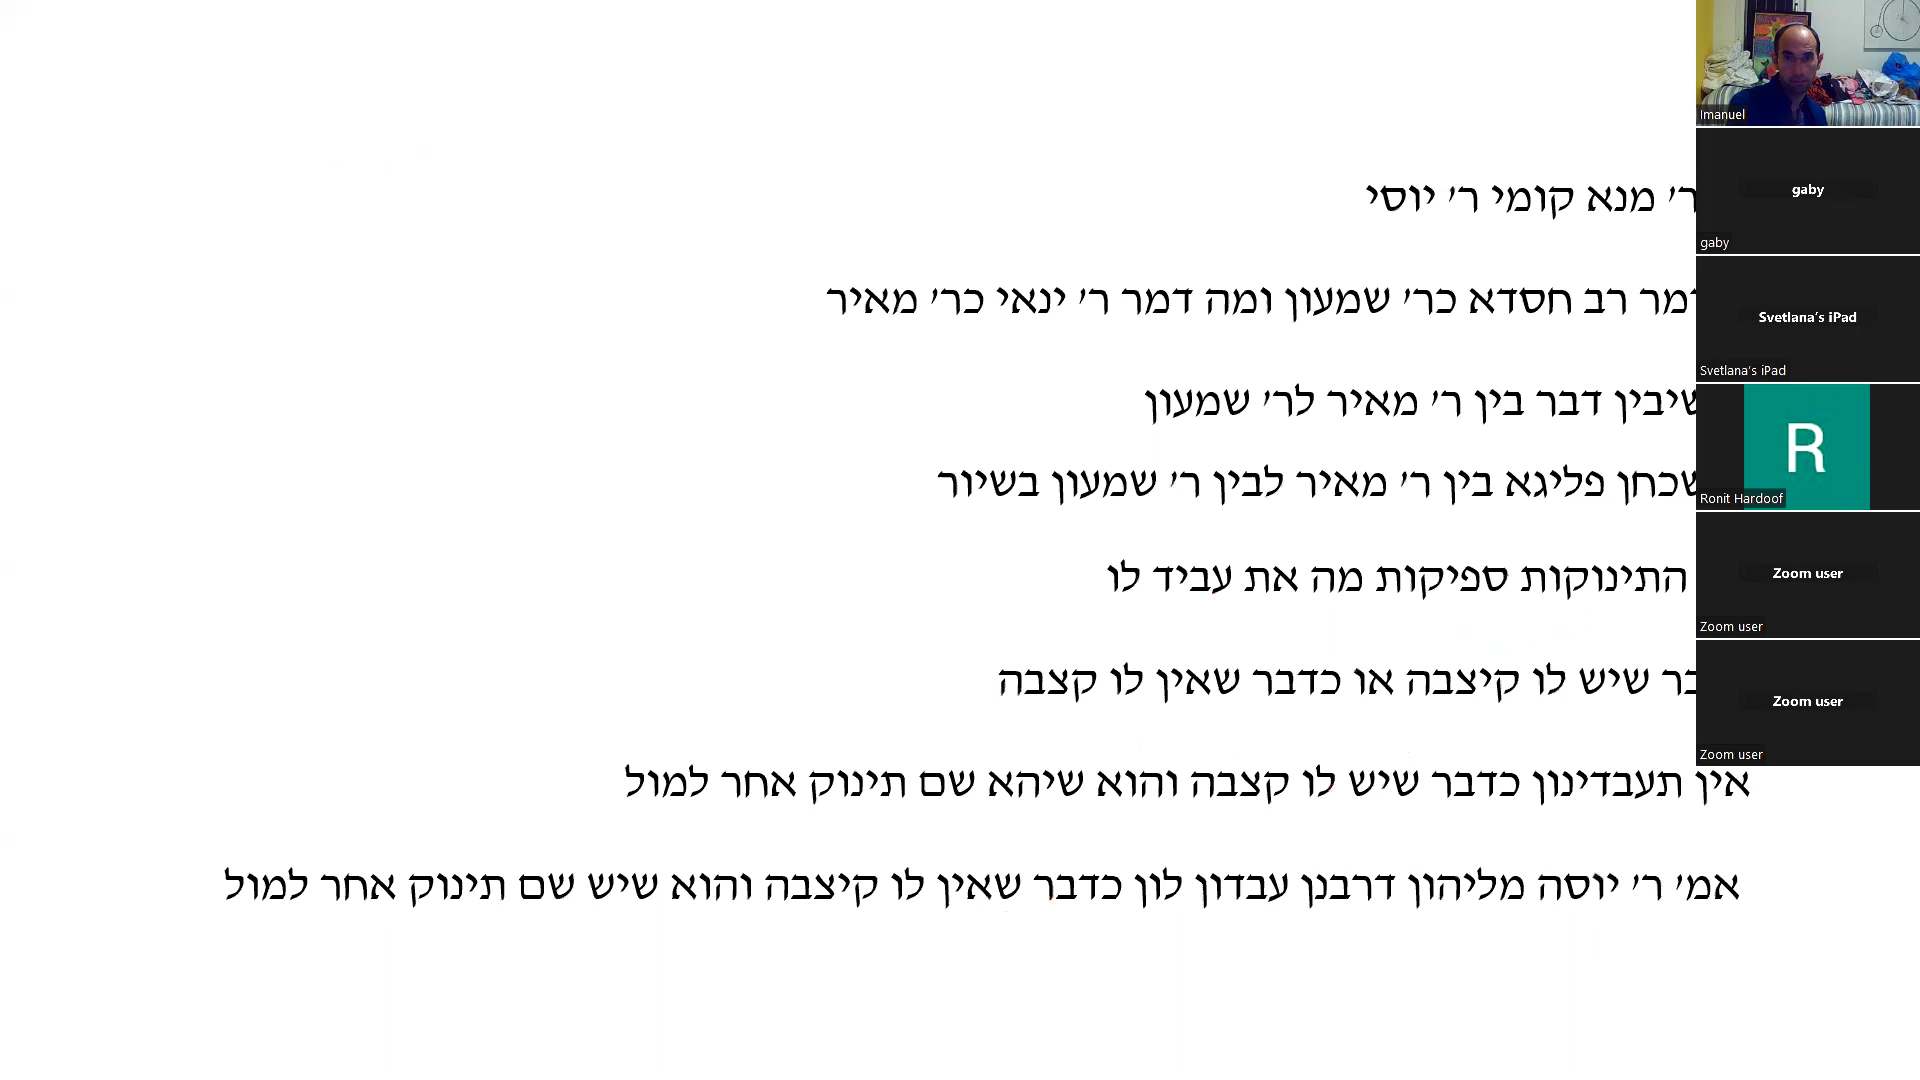 ר׳ מנא קומי ר׳ יוסי
רב חסדא כר׳ שמעון ומה דמר ר׳ ינאי כר׳ מאיר
דבר בין ר׳ מאיר לר׳ שמעון
פליגא בין ר׳ מאיר לבין ר׳ שמעון בשיור
התינוקות ספיקות מה את עביד לו
שיש לו קיצבה או כדבר שאין לו קצבה
אין תעבדינון כדבר שיש לו קצבה והוא שיהא שם תינוק אחר למול
אמ׳ ר׳ יוסה מליהון דרבנן עבדון לון כדבר שאין לו קיצבה והוא שיש שם תינוק אחר למול
Imanuel
gaby
gaby
Svetlana’s iPad
Svetlana’s iPad
R
Ronit Hardoof
Zoom user
Zoom user
Zoom user
Zoom user